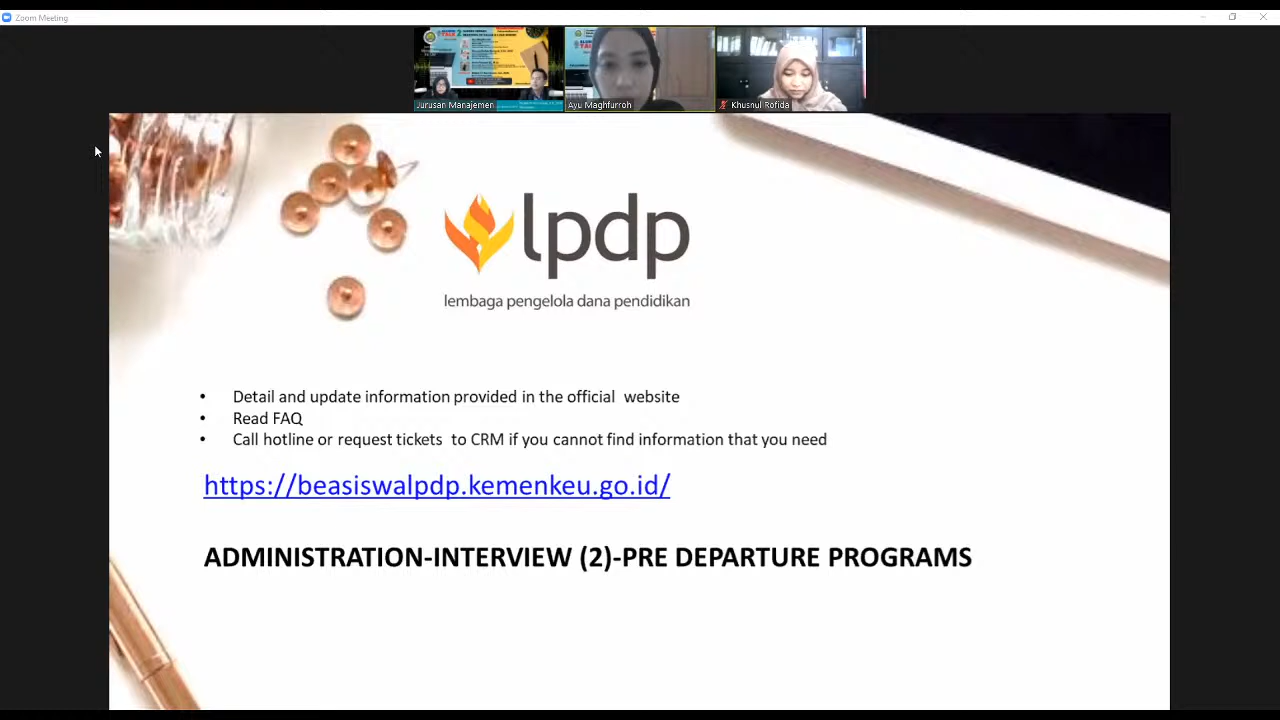 Zoom Meeting
Jurusan Manajemen
Ayu Maghfurroh
Khusnul Rofida
lpdp
lembaga pengelola dana pendidikan
• Detail and update information provided in the official website
• Read FAQ
• Call hotline or request tickets to CRM if you cannot find information that you need
https://beasiswalpdp.kemenkeu.go.id/
ADMINISTRATION-INTERVIEW (2)-PRE DEPARTURE PROGRAMS